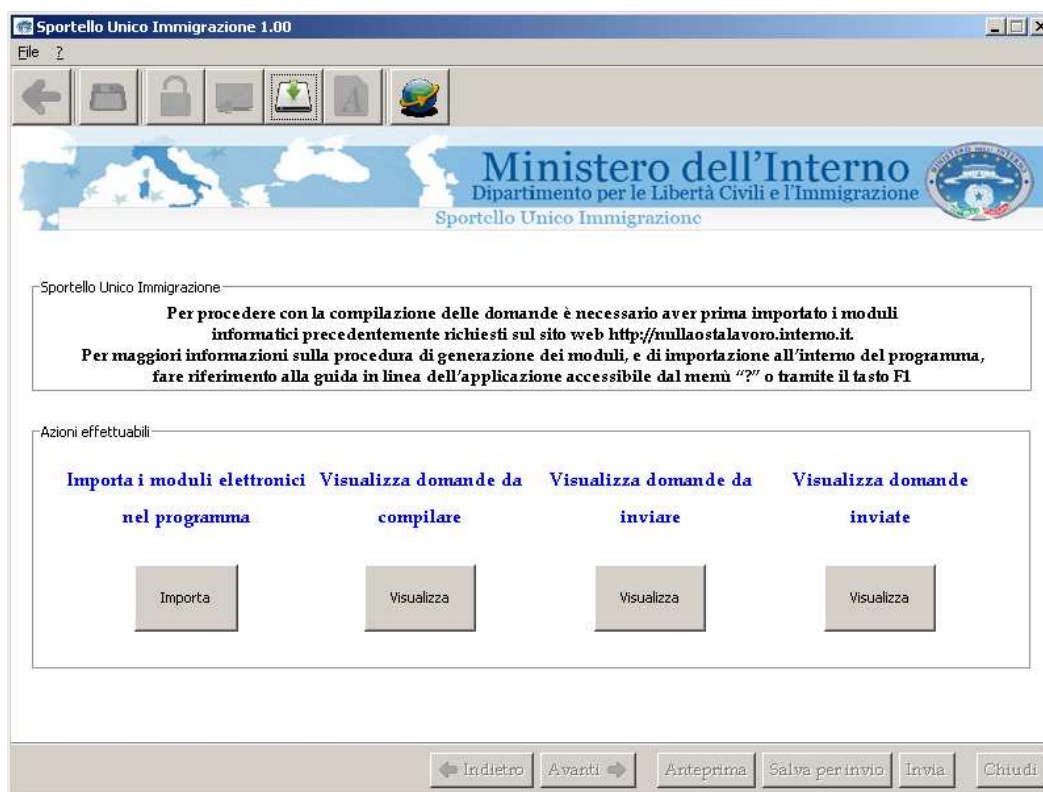 Sportello Unico Immigrazione 1.00
File ?
Ministero dell'Interno
Dipartimento per le Libertà Civili e l'Immigrazione
Sportello Unico Immigrazione
Sportello Unico Immigrazione
Per procedere con la compilazione delle domande è necessario aver prima importato i moduli
informatici precedentemente richiesti sul sito web http://nullaostalavoro.interno.it.
Per maggiori informazioni sulla procedura di generazione dei moduli, e di importazione all'interno del programma,
fare riferimento alla guida in linea dell'applicazione accessibile dal menù “?” o tramite il tasto F1
Azioni effettuabili
Importa i moduli elettronici
nel programma
Visualizza domande da
compilare
Visualizza domande da
inviare
Visualizza domande
inviate
Importa
Visualizza
Visualizza
Visualizza
Indietro
Avanti
Anteprima
Salva per invio
Invia
Chiudi